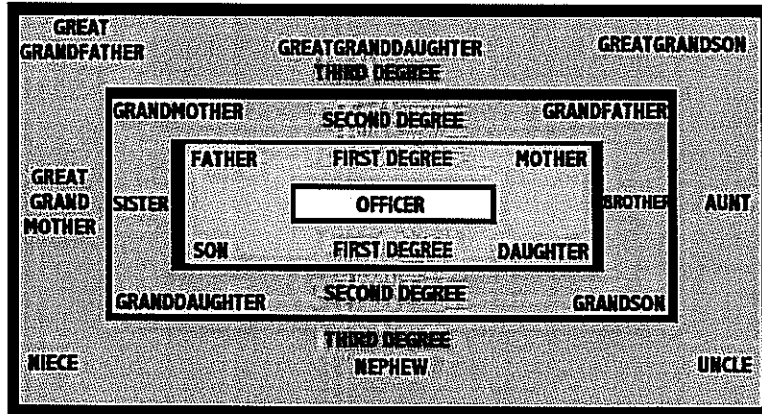 GREAT
GRANDFATHER
GREATGRANDDAUGHTER
GREATGRANDSON
THIRD DEGREE
GRANDMOTHER
SECOND DEGREE
GRANDFATHER
FATHER
FIRST DEGREE
MOTHER
GREAT
GRAND
MOTHER
SISTER
OFFICER
BROTHER
AUNT
SON
FIRST DEGREE
DAUGHTER
GRANDDAUGHTER
SECOND DEGREE
GRANDSON
THIRD DEGREE
NIECE
NEPHEW
UNCLE